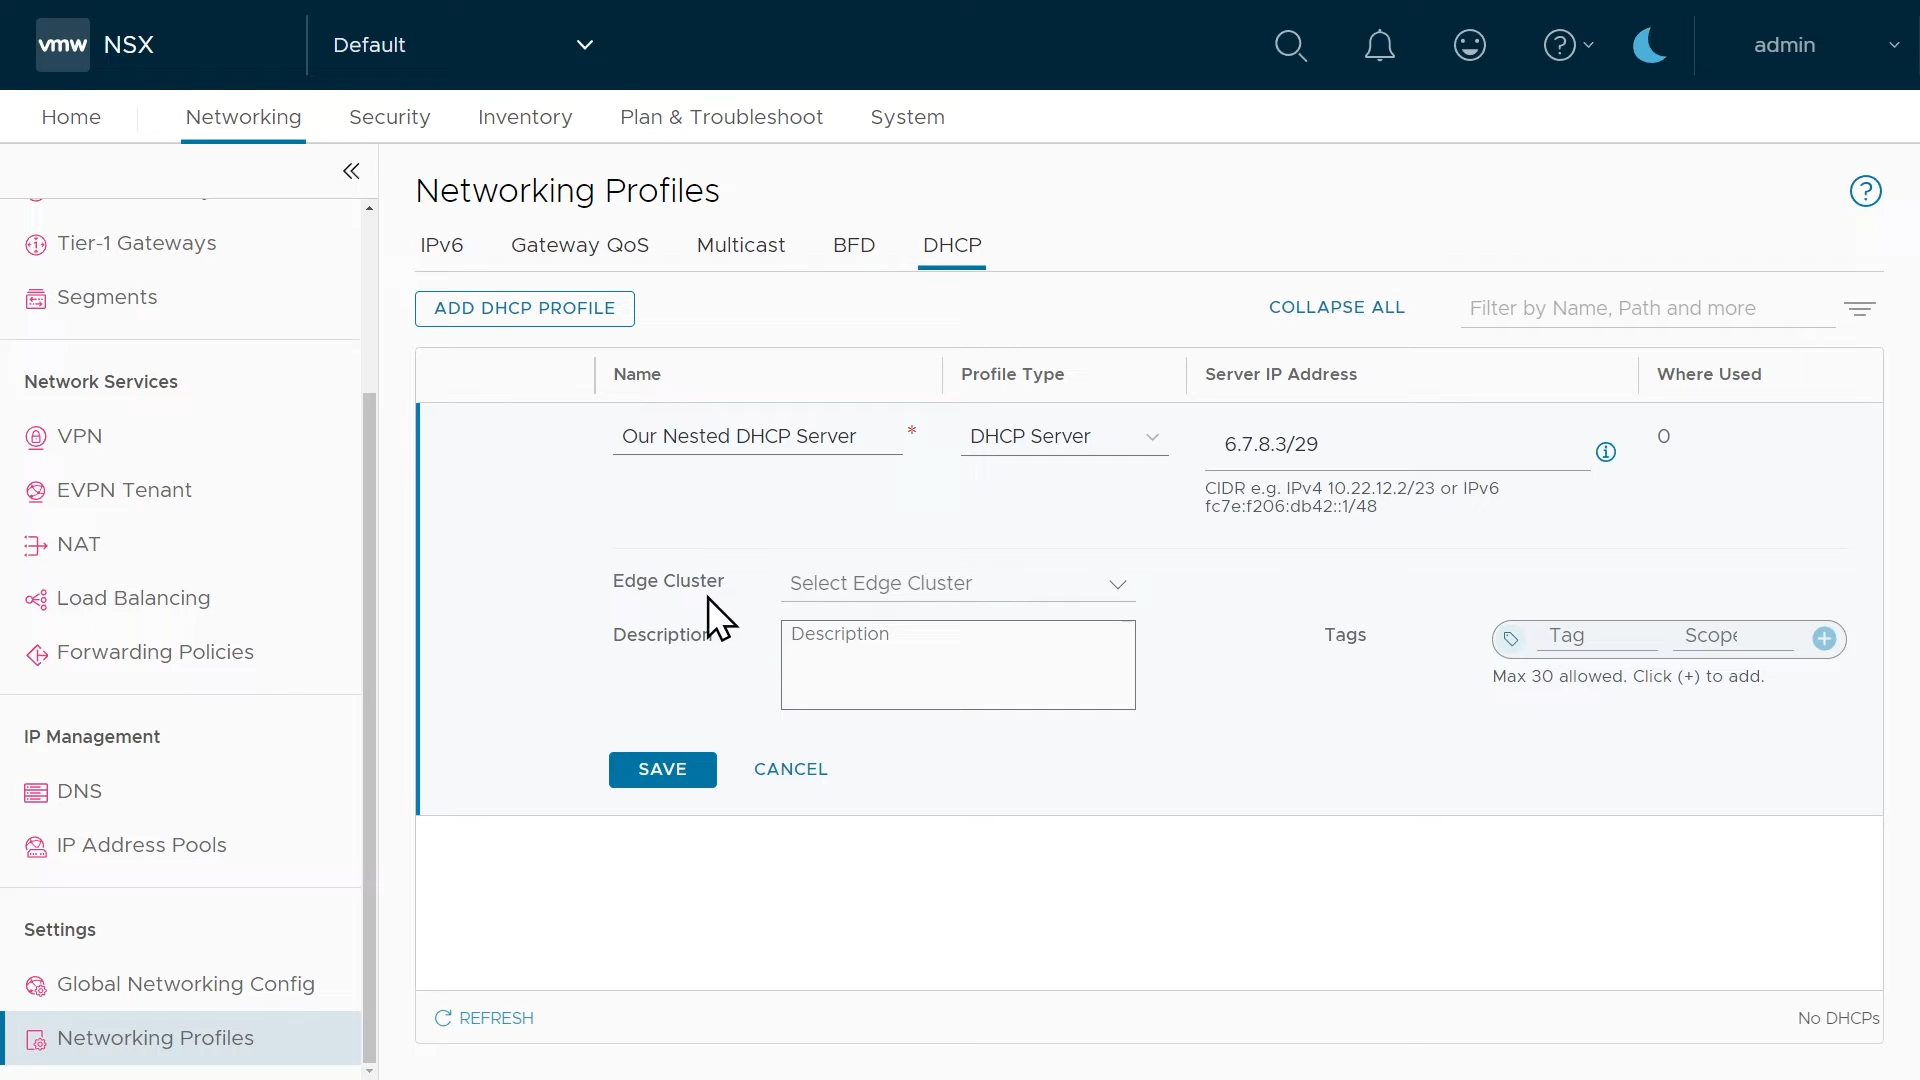 vmw NSX
Default
admin
Home
Networking
Security
Inventory
Plan & Troubleshoot
System
Tier-1 Gateways
Segments
Network Services
VPN
EVPN Tenant
NAT
Load Balancing
Forwarding Policies
IP Management
DNS
IP Address Pools
Settings
Global Networking Config
Networking Profiles
Networking Profiles
IPv6
Gateway QoS
Multicast
BFD
DHCP
ADD DHCP PROFILE
COLLAPSE ALL
Filter by Name, Path and more
Name
Profile Type
Server IP Address
Where Used
Our Nested DHCP Server *
DHCP Server
6.7.8.3/29
0
CIDR e.g. IPv4 10.22.12.2/23 or IPv6
fc7e:f206:db42::1/48
Edge Cluster
Select Edge Cluster
Description
Description
Tags
Tag
Scope
Max 30 allowed. Click (+) to add.
SAVE
CANCEL
REFRESH
No DHCPs